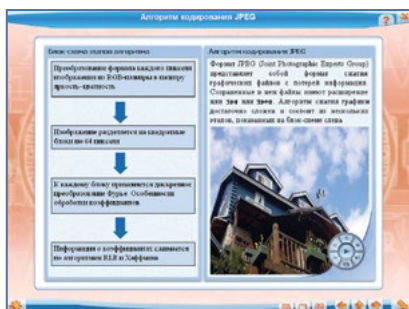 Алгоритм кодирования JPEG
Блок-схема этапов алгоритма
Преобразование формата каждого пикселя
изображения из RGB-палитры в палитру
яркость-цветность
Изображение разделяется на квадратные
блоки по 64 пикселя
К каждому блоку применяется дискретное
преобразование Фурье. Особенности
обработки коэффициентов
Информация о коэффициентах сжимается
по алгоритмам RLE и Хаффмана
Алгоритм кодирования JPEG
Формат JPEG (Joint Photographic Experts Group)
представляет собой формат сжатия
графических файлов с потерей информации.
Сохраненные в нем файлы имеют расширение
или
Алгоритм сжатия графики
достаточно сложен и состоит из нескольких
этапов, показанных на блок-схеме слева